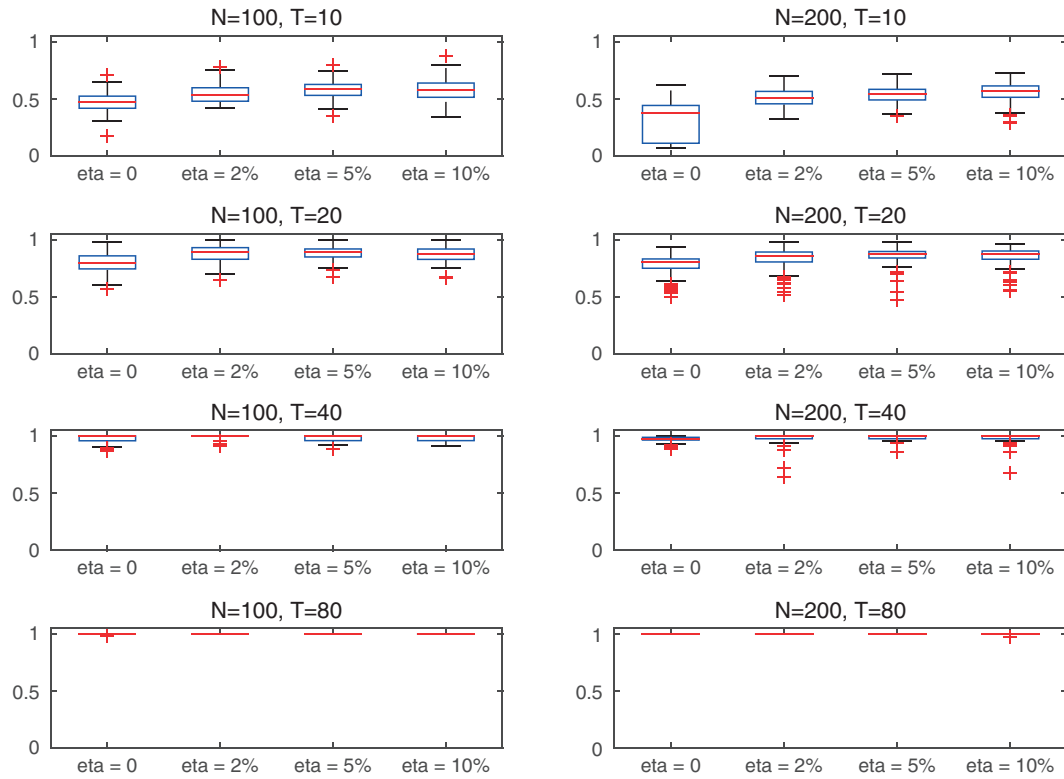 N=100, T=10
1
0.5
0
eta = 0 eta = 2% eta = 5% eta = 10%
N=200, T=10
1
0.5
0
eta = 0 eta = 2% eta = 5% eta = 10%
N=100, T=20
1
0.5
0
eta = 0 eta = 2% eta = 5% eta = 10%
N=200, T=20
1
0.5
0
eta = 0 eta = 2% eta = 5% eta = 10%
N=100, T=40
1
0.5
0
eta = 0 eta = 2% eta = 5% eta = 10%
N=200, T=40
1
0.5
0
eta = 0 eta = 2% eta = 5% eta = 10%
N=100, T=80
1
0.5
0
eta = 0 eta = 2% eta = 5% eta = 10%
N=200, T=80
1
0.5
0
eta = 0 eta = 2% eta = 5% eta = 10%